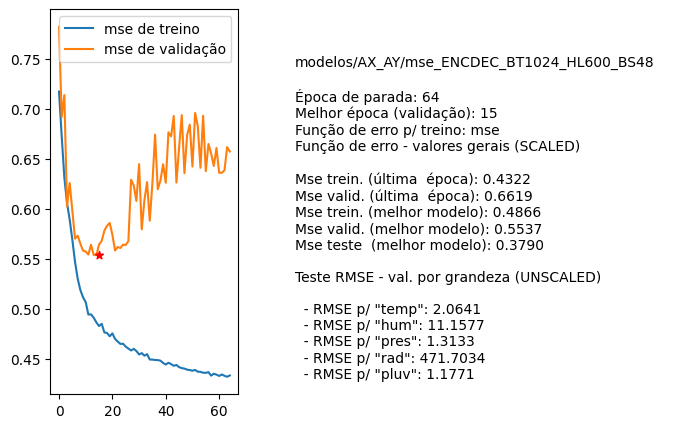 mse de treino
mse de validação
0.75
0.70
0.65
0.60
0.55
0.50
0.45
0
20
40
60
modelos/AX_AY/mse_ENCDEC_BT1024_HL600_BS48
Época de parada: 64
Melhor época (validação): 15
Função de erro p/ treino: mse
Função de erro - valores gerais (SCALED)
Mse trein. (última  época): 0.4322
Mse valid. (última  época): 0.6619
Mse trein. (melhor modelo): 0.4866
Mse valid. (melhor modelo): 0.5537
Mse teste  (melhor modelo): 0.3790
Teste RMSE - val. por grandeza (UNSCALED)
- RMSE p/ "temp": 2.0641
- RMSE p/ "hum": 11.1577
- RMSE p/ "pres": 1.3133
- RMSE p/ "rad": 471.7034
- RMSE p/ "pluv": 1.1771